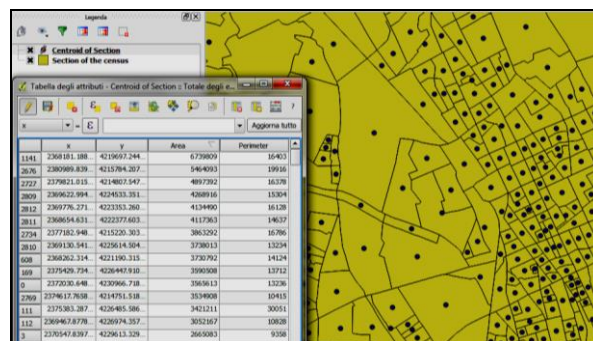 Legenda
Centroid of Section
Section of the census
Tabella degli attributi - Centroid of Section :: Totale degli e...
x = ε Aggiorna tutto
x y Area Perimeter
1141 2368181.188... 4219697.244... 6739809 16403
2676 2380989.839... 4215784.207... 5464093 19916
2727 2379821.015... 4214807.547... 4897392 16378
2809 2369622.994... 4224533.351... 4268916 15304
2812 2369776.271... 4223353.260... 4134490 16128
2811 2368654.631... 4222377.603... 4117363 14637
2734 2377182.948... 4215220.303... 3863292 16786
2810 2369130.541... 4225614.504... 3738013 13234
608 2368262.314... 4221190.315... 3730792 14124
169 2375429.734... 4226447.910... 3590508 13712
0 2372030.648... 4230966.718... 3565613 13236
2769 2374617.7658... 4214751.518... 3534908 10415
111 2375383.287... 4226485.586... 3421211 30051
112 2369467.8778... 4226974.357... 3052167 10828
3 2370547.8397... 4229613.329... 2665083 9358